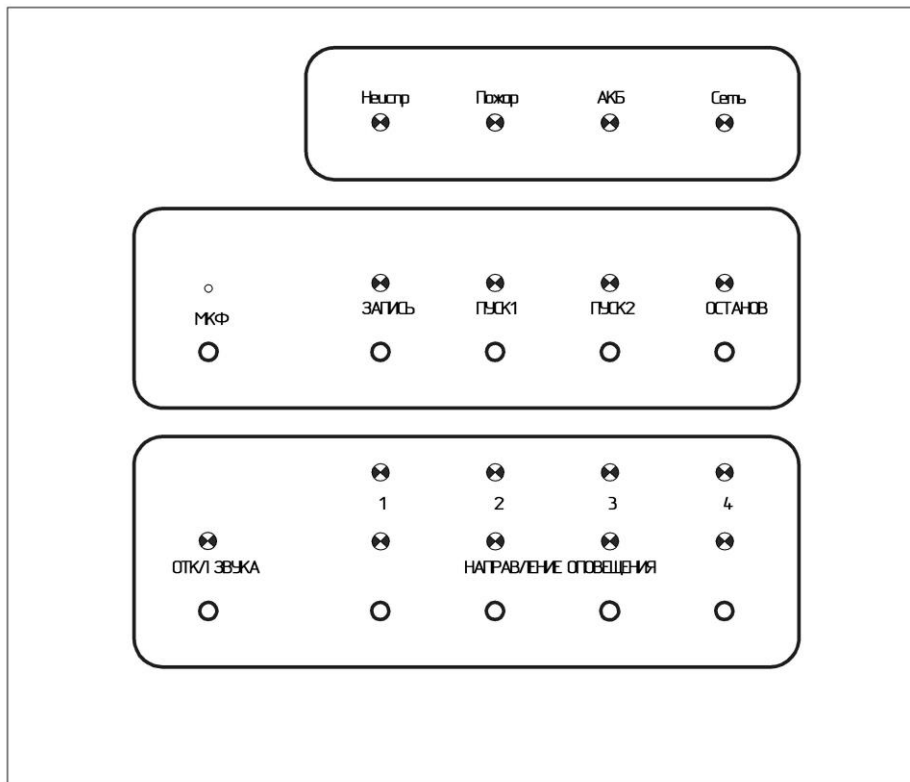 Неиспр Пожар АКБ Сеть
МКФ ЗАПИСЬ ПУСК1 ПУСК2 ОСТАНОВ
1 2 3 4
ОТКЛ ЗВУКА НАПРАВЛЕНИЕ ОПОВЕЩЕНИЯ